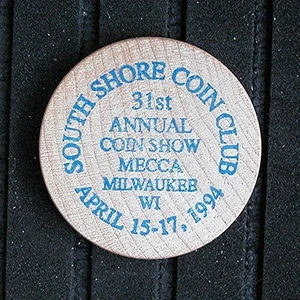 SOUTH SHORE COIN CLUB
31st
ANNUAL
COIN SHOW
MECCA
MILWAUKEE
WI
APRIL 15-17, 1994